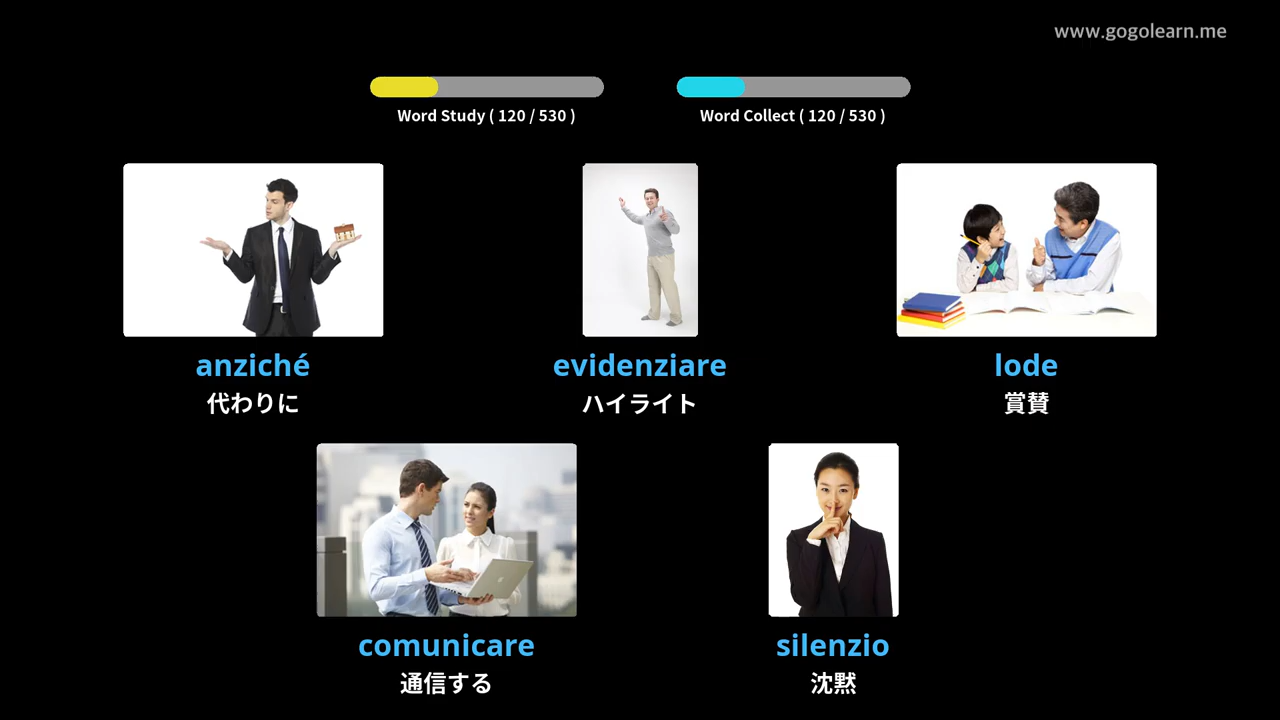 www.gogolearn.me
Word Study ( 120 / 530 )
Word Collect ( 120 / 530 )
anziché
代わりに
evidenziare
ハイライト
lode
賞賛
comunicare
通信する
silenzio
沈黙